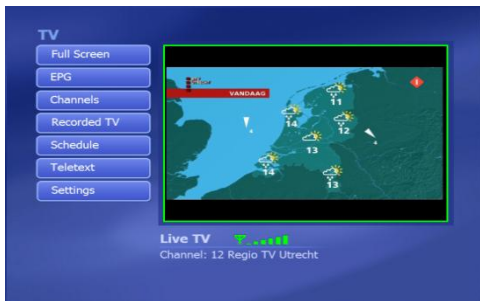 TV
Full Screen
EPG
Channels
Recorded TV
Schedule
Teletext
Settings
VANDAAG
11
14
12
13
14
13
Live TV
Channel: 12 Regio TV Utrecht